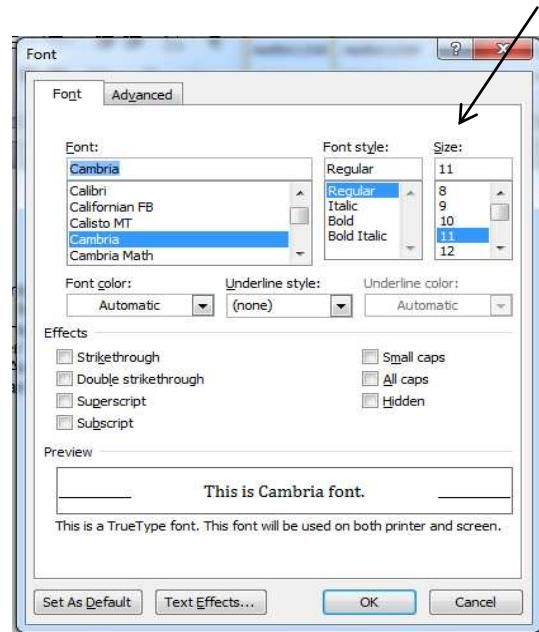 Font
Font Advanced
Font: Font style: Size:
Cambria Regular 11
Calibri Regular 8
Californian FB Italic 9
Calisto MT Bold 10
Cambria Bold Italic 11
Cambria Math 12
Font color: Underline style: Underline color:
Automatic (none) Automatic
Effects
Strikethrough Small caps
Double strikethrough All caps
Superscript Hidden
Subscript
Preview
This is Cambria font.
This is a TrueType font. This font will be used on both printer and screen.
Set As Default Text Effects... OK Cancel